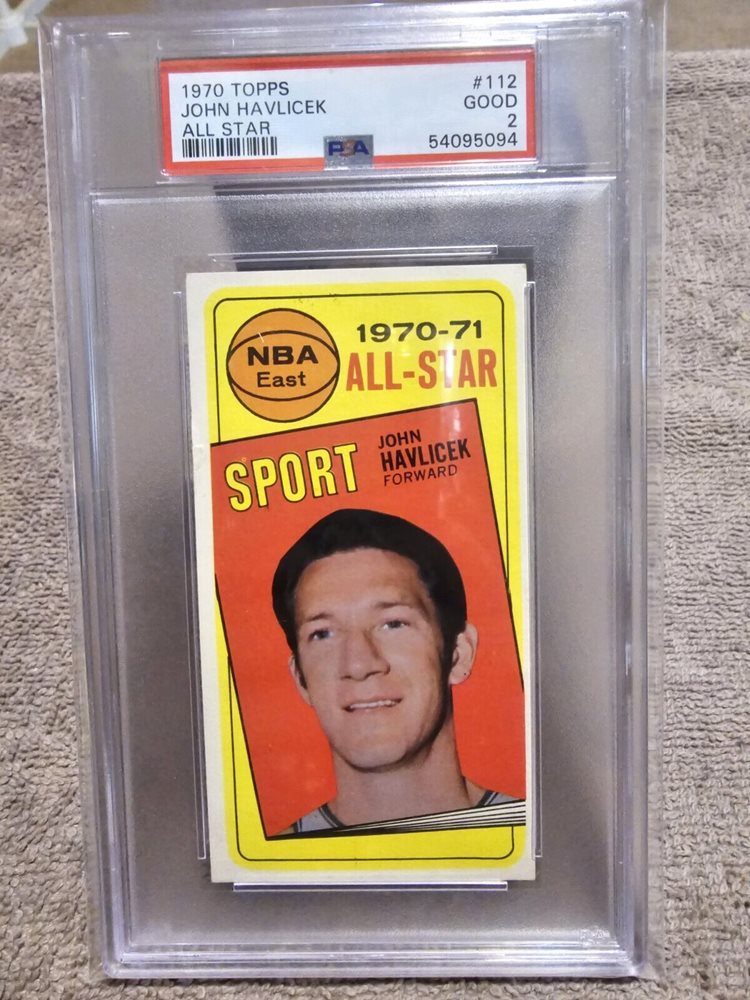 1970 TOPPS #112
JOHN HAVLICEK GOOD
ALL STAR 2
PSA 54095094
NBA
East
1970-71
ALL-STAR
SPORT
JOHN
HAVLICEK
FORWARD